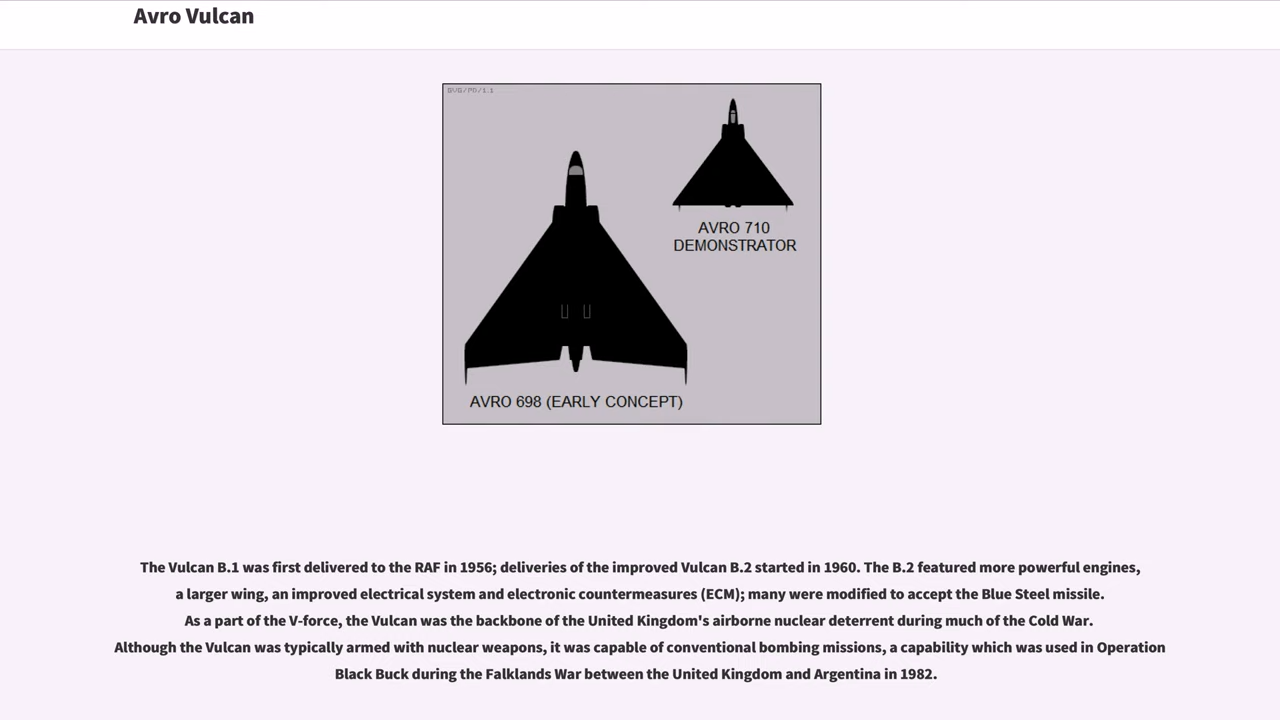 Avro Vulcan
GVG/PD/1.1
AVRO 710
DEMONSTRATOR
AVRO 698 (EARLY CONCEPT)
The Vulcan B.1 was first delivered to the RAF in 1956; deliveries of the improved Vulcan B.2 started in 1960. The B.2 featured more powerful engines,
a larger wing, an improved electrical system and electronic countermeasures (ECM); many were modified to accept the Blue Steel missile.
As a part of the V-force, the Vulcan was the backbone of the United Kingdom's airborne nuclear deterrent during much of the Cold War.
Although the Vulcan was typically armed with nuclear weapons, it was capable of conventional bombing missions, a capability which was used in Operation
Black Buck during the Falklands War between the United Kingdom and Argentina in 1982.